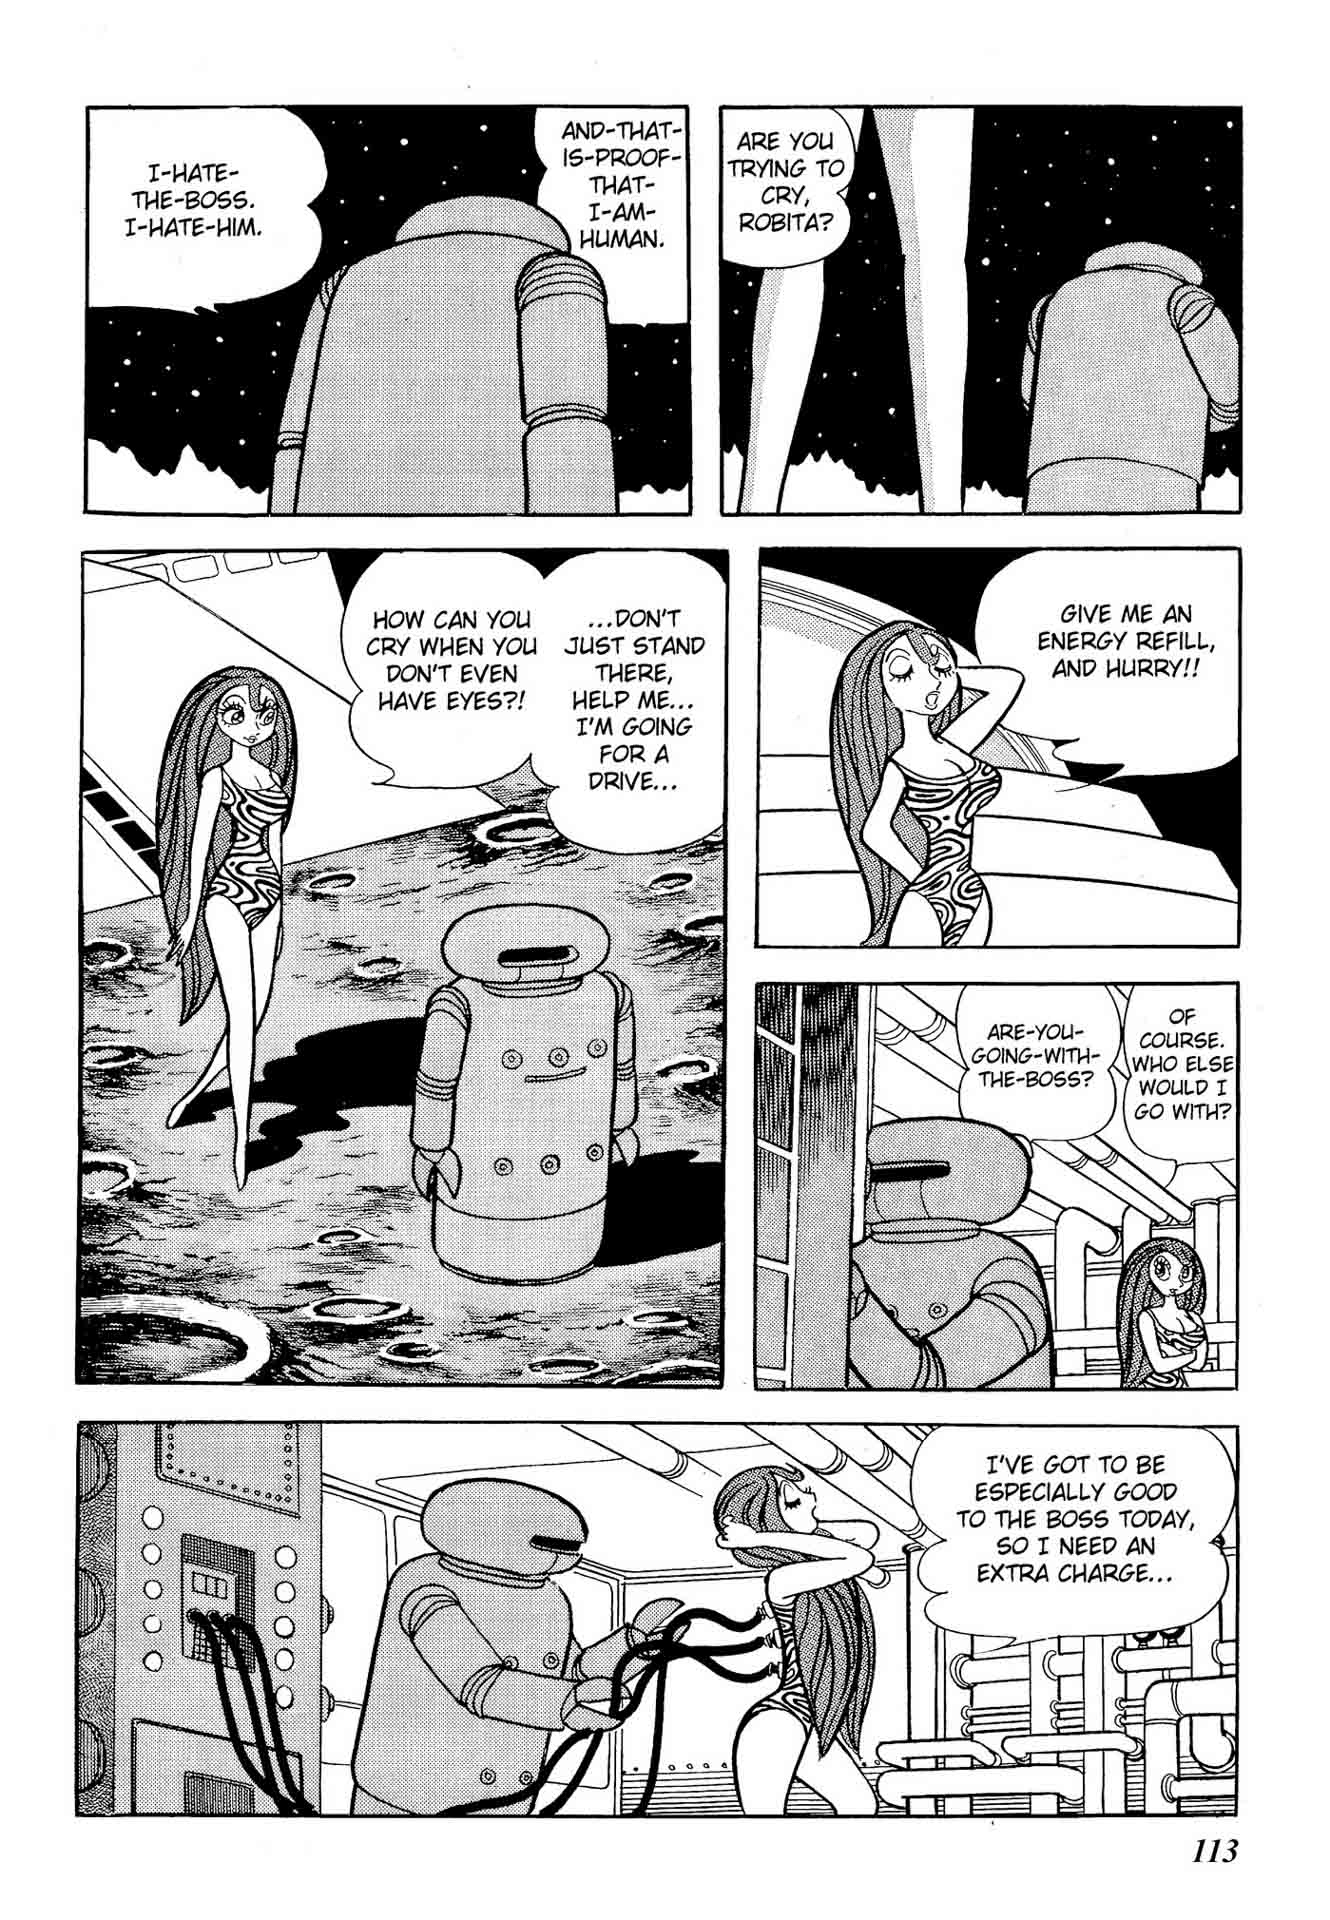 I-HATE-
THE-BOSS.
I-HATE-HIM.
AND-THAT-
IS-PROOF-
THAT-
I-AM-
HUMAN.
ARE YOU
TRYING TO
CRY,
ROBITA?
HOW CAN YOU
CRY WHEN YOU
DON'T EVEN
HAVE EYES?!
...DON'T
JUST STAND
THERE,
HELP ME...
I'M GOING
FOR A
DRIVE...
GIVE ME AN
ENERGY REFILL,
AND HURRY!!
ARE-YOU-
GOING-WITH-
THE-BOSS?
OF
COURSE.
WHO ELSE
WOULD I
GO WITH?
I'VE GOT TO BE
ESPECIALLY GOOD
TO THE BOSS TODAY,
SO I NEED AN
EXTRA CHARGE...
113